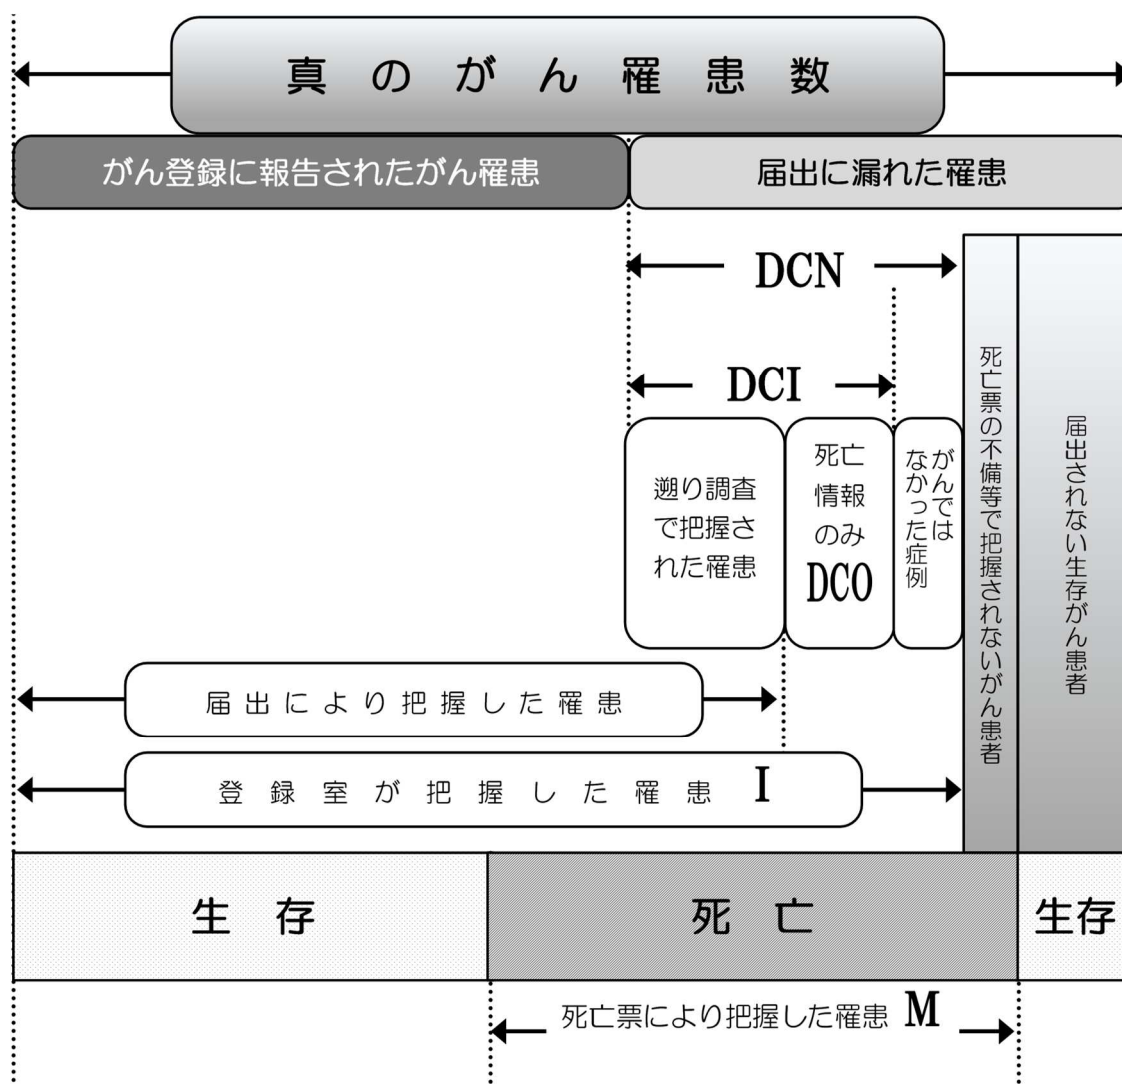 真のがん罹患数
がん登録に報告されたがん罹患
届出に漏れた罹患
DCN
DCI
遡り調査
で把握さ
れた罹患
死亡
情報
のみ
DCO
がんでは
なかった症例
死亡票の不備等で把握されないがん患者
届出されない生存がん患者
届出により把握した罹患
登録室が把握した罹患 I
生存
死亡
生存
死亡票により把握した罹患 M